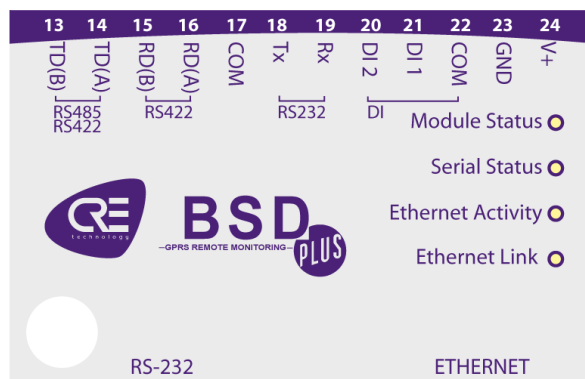 13 14 15 16 17 18 19 20 21 22 23 24
TD(B) TD(A) RD(B) RD(A) COM Tx Rx DI 2 DI 1 COM GND V+
RS485 RS422 RS232 DI
RS422
Module Status
Serial Status
Ethernet Activity
Ethernet Link
CRE
technology
BSD
GPRS REMOTE MONITORING
PLUS
RS-232 ETHERNET